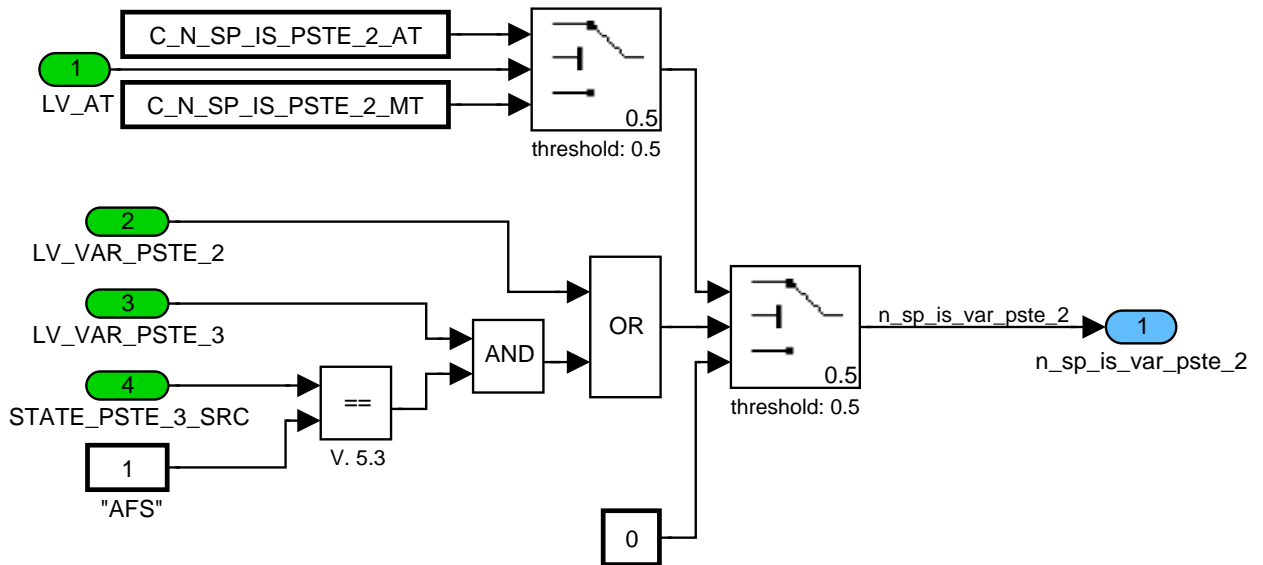 C_N_SP_IS_PSTE_2_AT
1
LV_AT
C_N_SP_IS_PSTE_2_MT
0.5
threshold: 0.5
2
LV_VAR_PSTE_2
3
LV_VAR_PSTE_3
AND
OR
4
STATE_PSTE_3_SRC
==
V. 5.3
1
"AFS"
0.5
threshold: 0.5
n_sp_is_var_pste_2
1
n_sp_is_var_pste_2
0